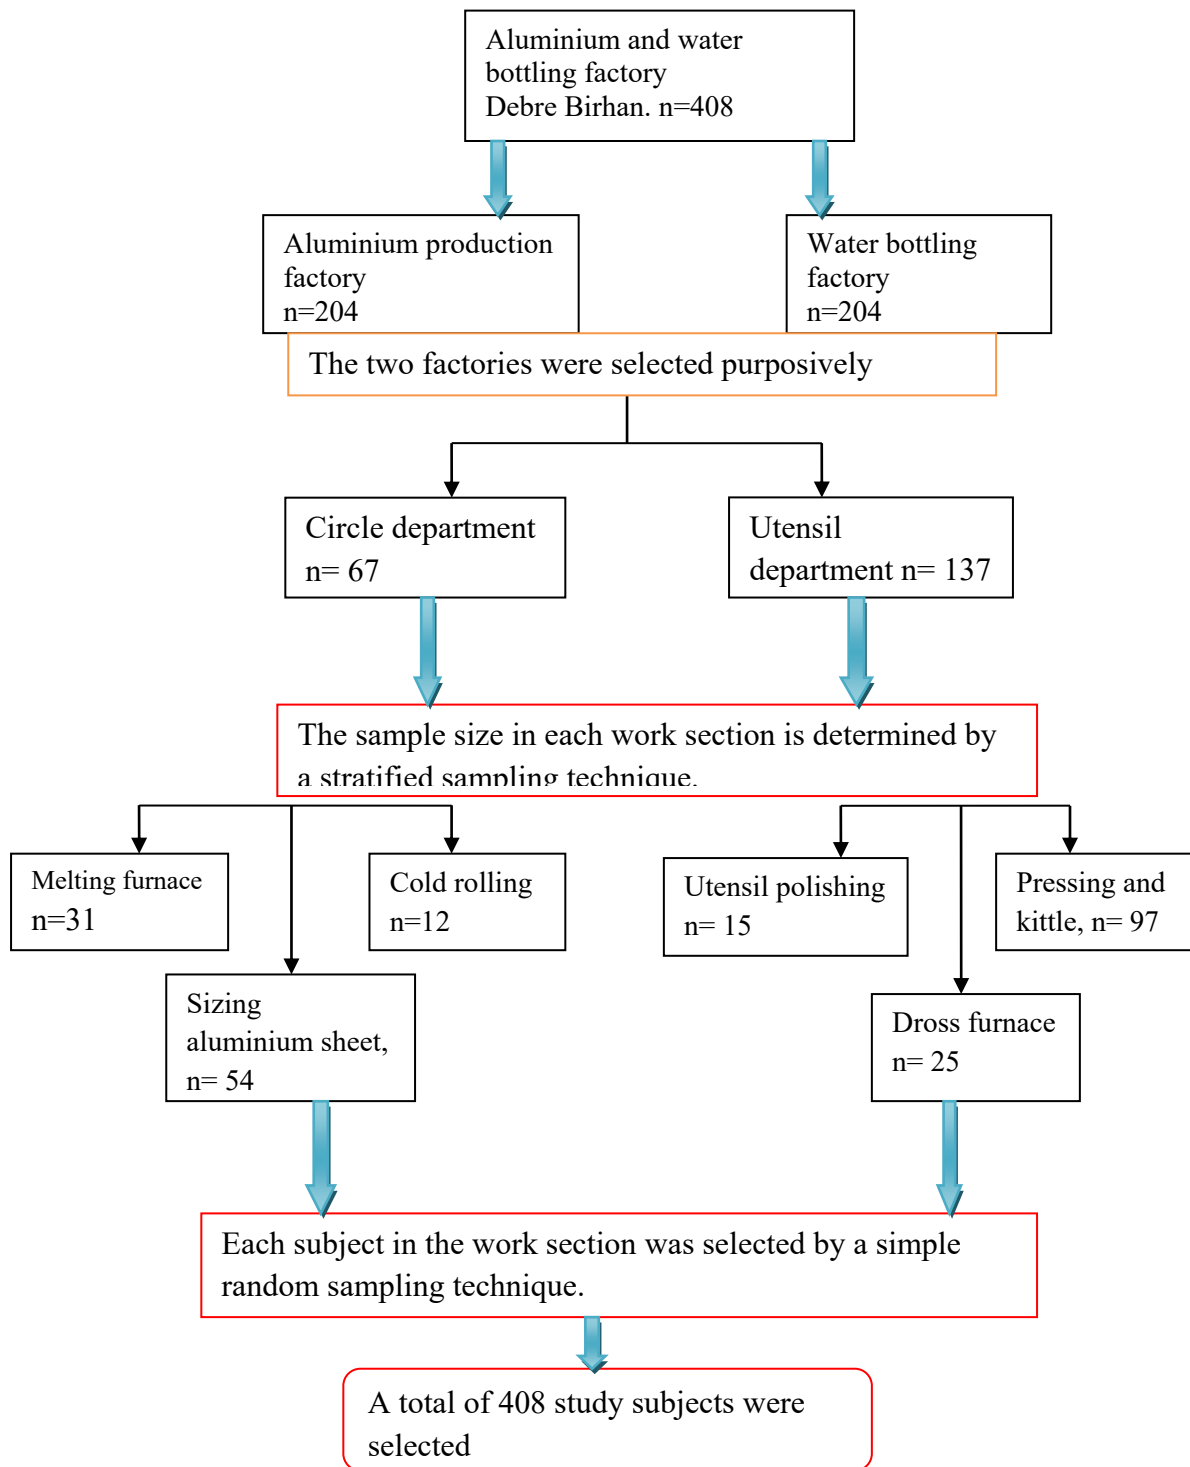 Aluminium and water
bottling factory
Debre Birhan. n=408
Aluminium production
factory
n=204
Water bottling
factory
n=204
The two factories were selected purposively
Circle department
n= 67
Utensil
department n= 137
The sample size in each work section is determined by
a stratified sampling technique.
Melting furnace
n=31
Cold rolling
n=12
Utensil polishing
n= 15
Pressing and
kittle, n= 97
Sizing
aluminium sheet,
n= 54
Dross furnace
n= 25
Each subject in the work section was selected by a simple
random sampling technique.
A total of 408 study subjects were
selected